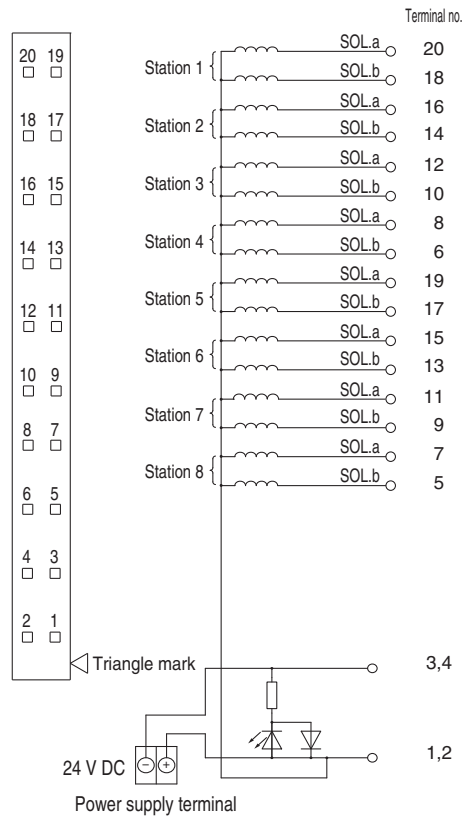 Terminal no.
20 19
18 17
16 15
14 13
12 11
10 9
8 7
6 5
4 3
2 1
Triangle mark
Station 1 { SOL.a 20
SOL.b 18
Station 2 { SOL.a 16
SOL.b 14
Station 3 { SOL.a 12
SOL.b 10
Station 4 { SOL.a 8
SOL.b 6
Station 5 { SOL.a 19
SOL.b 17
Station 6 { SOL.a 15
SOL.b 13
Station 7 { SOL.a 11
SOL.b 9
Station 8 { SOL.a 7
SOL.b 5
3,4
1,2
24 V DC − +
Power supply terminal